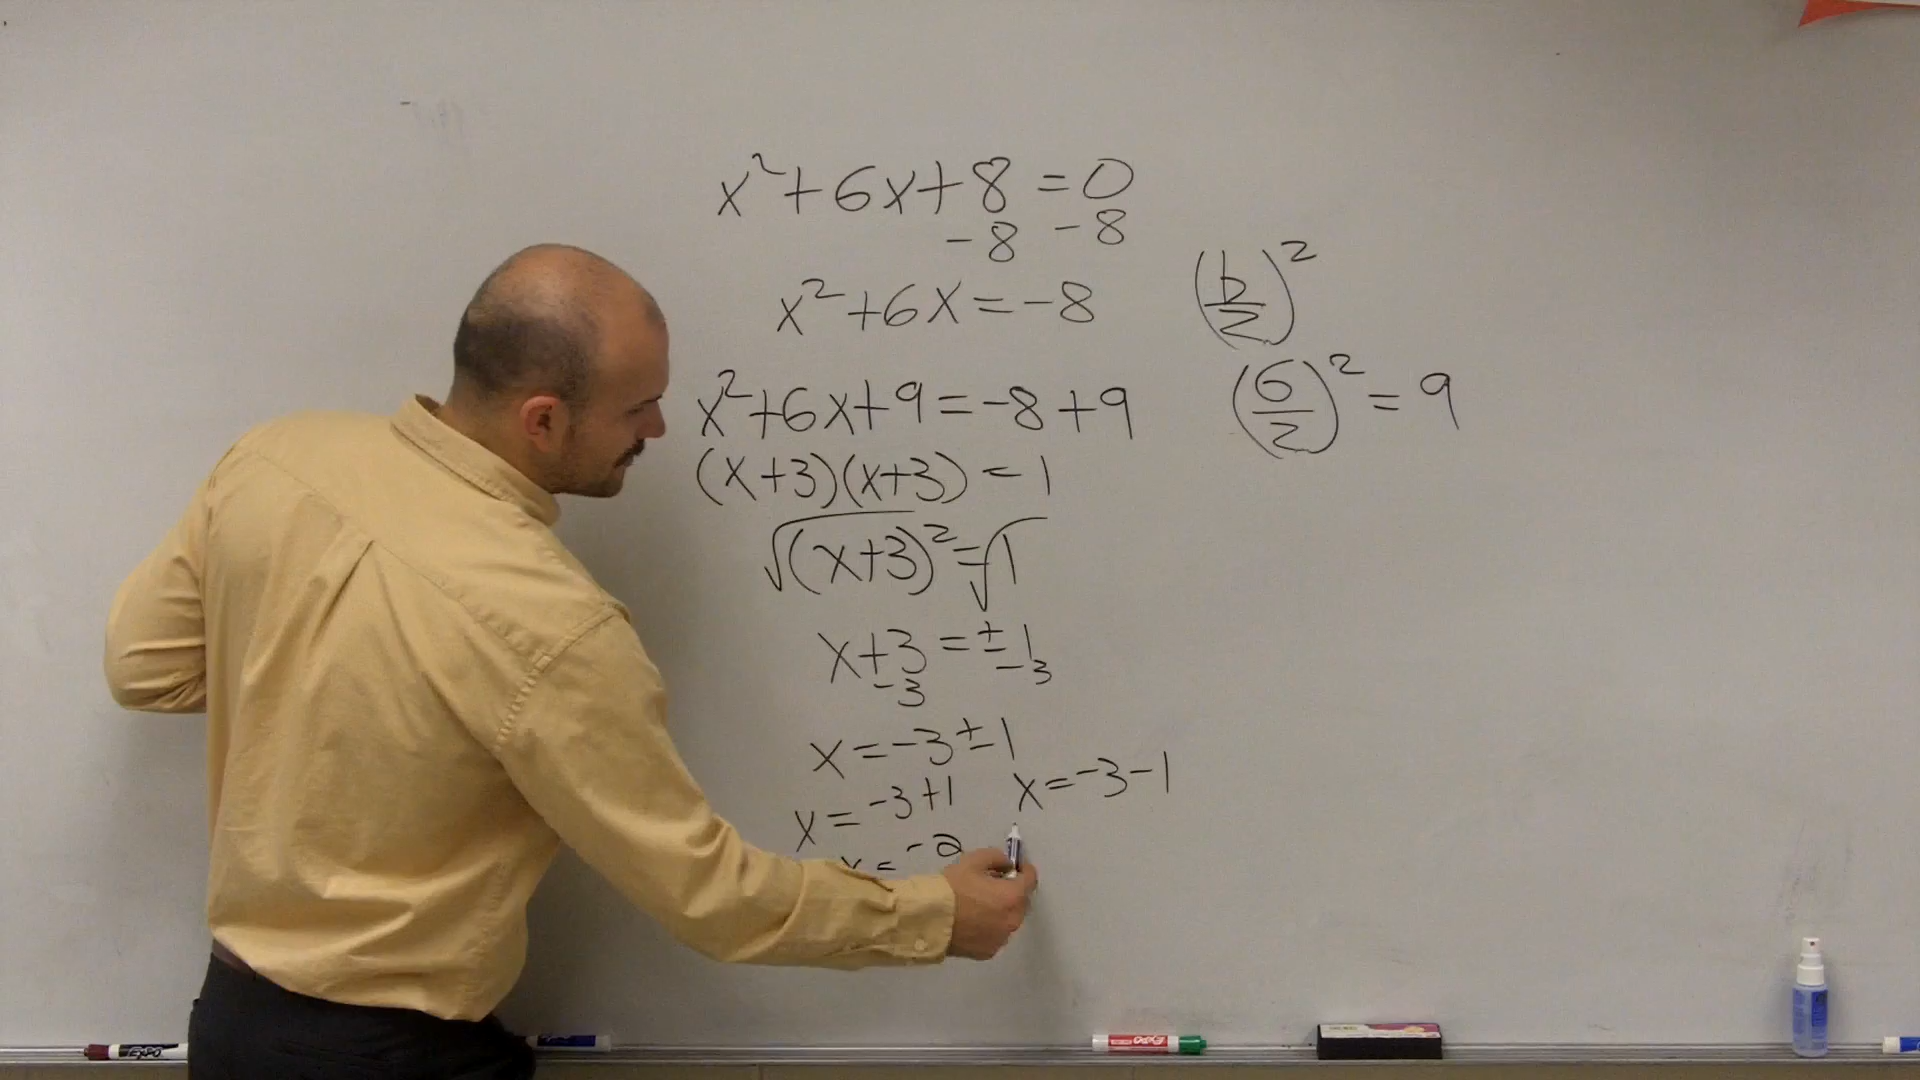 x²+6x+8=0
-8 -8
x²+6x=-8
(b/2)²
x²+6x+9=-8+9
(6/2)²=9
(x+3)(x+3)=1
√(x+3)²=√1
x+3=±1
-3 -3
x=-3±1
x=-3+1 x=-3-1
x=-2
EXPO
EXPO